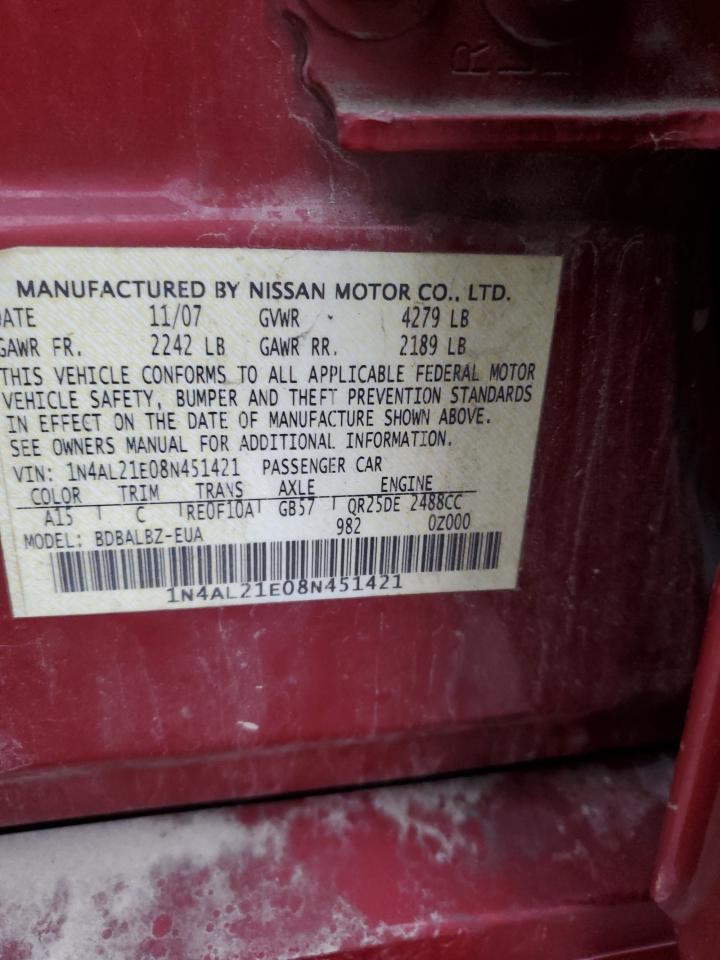 R
MANUFACTURED BY NISSAN MOTOR CO., LTD.
DATE 11/07 GVWR 4279 LB
GAWR FR. 2242 LB GAWR RR. 2189 LB
THIS VEHICLE CONFORMS TO ALL APPLICABLE FEDERAL MOTOR
VEHICLE SAFETY, BUMPER AND THEFT PREVENTION STANDARDS
IN EFFECT ON THE DATE OF MANUFACTURE SHOWN ABOVE.
SEE OWNERS MANUAL FOR ADDITIONAL INFORMATION.
VIN: 1N4AL21E08N451421 PASSENGER CAR
COLOR TRIM TRANS AXLE ENGINE
A15 C RE0F10A GB57 QR25DE 2488CC
982 0Z000
MODEL: BDBALBZ-EUA
1N4AL21E08N451421